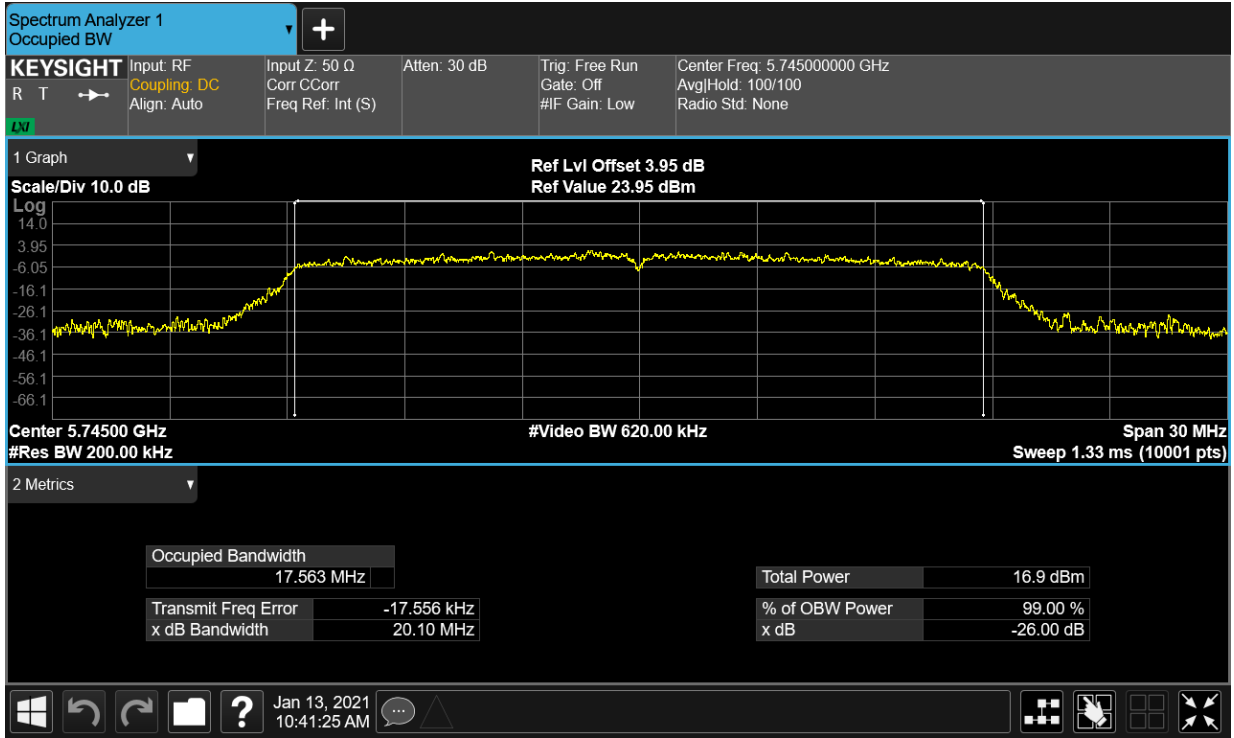 Spectrum Analyzer 1
Occupied BW
KEYSIGHT
R T
LXI
Input: RF
Coupling: DC
Align: Auto
Input Z: 50 Ω
Corr CCorr
Freq Ref: Int (S)
Atten: 30 dB
Trig: Free Run
Gate: Off
#IF Gain: Low
Center Freq: 5.745000000 GHz
Avg|Hold: 100/100
Radio Std: None
1 Graph
Scale/Div 10.0 dB
Ref Lvl Offset 3.95 dB
Ref Value 23.95 dBm
Log
14.0
3.95
-6.05
-16.1
-26.1
-36.1
-46.1
-56.1
-66.1
Center 5.74500 GHz
#Res BW 200.00 kHz
#Video BW 620.00 kHz
Span 30 MHz
Sweep 1.33 ms (10001 pts)
2 Metrics
Occupied Bandwidth
17.563 MHz
Transmit Freq Error -17.556 kHz
x dB Bandwidth 20.10 MHz
Total Power 16.9 dBm
% of OBW Power 99.00 %
x dB -26.00 dB
?
Jan 13, 2021
10:41:25 AM